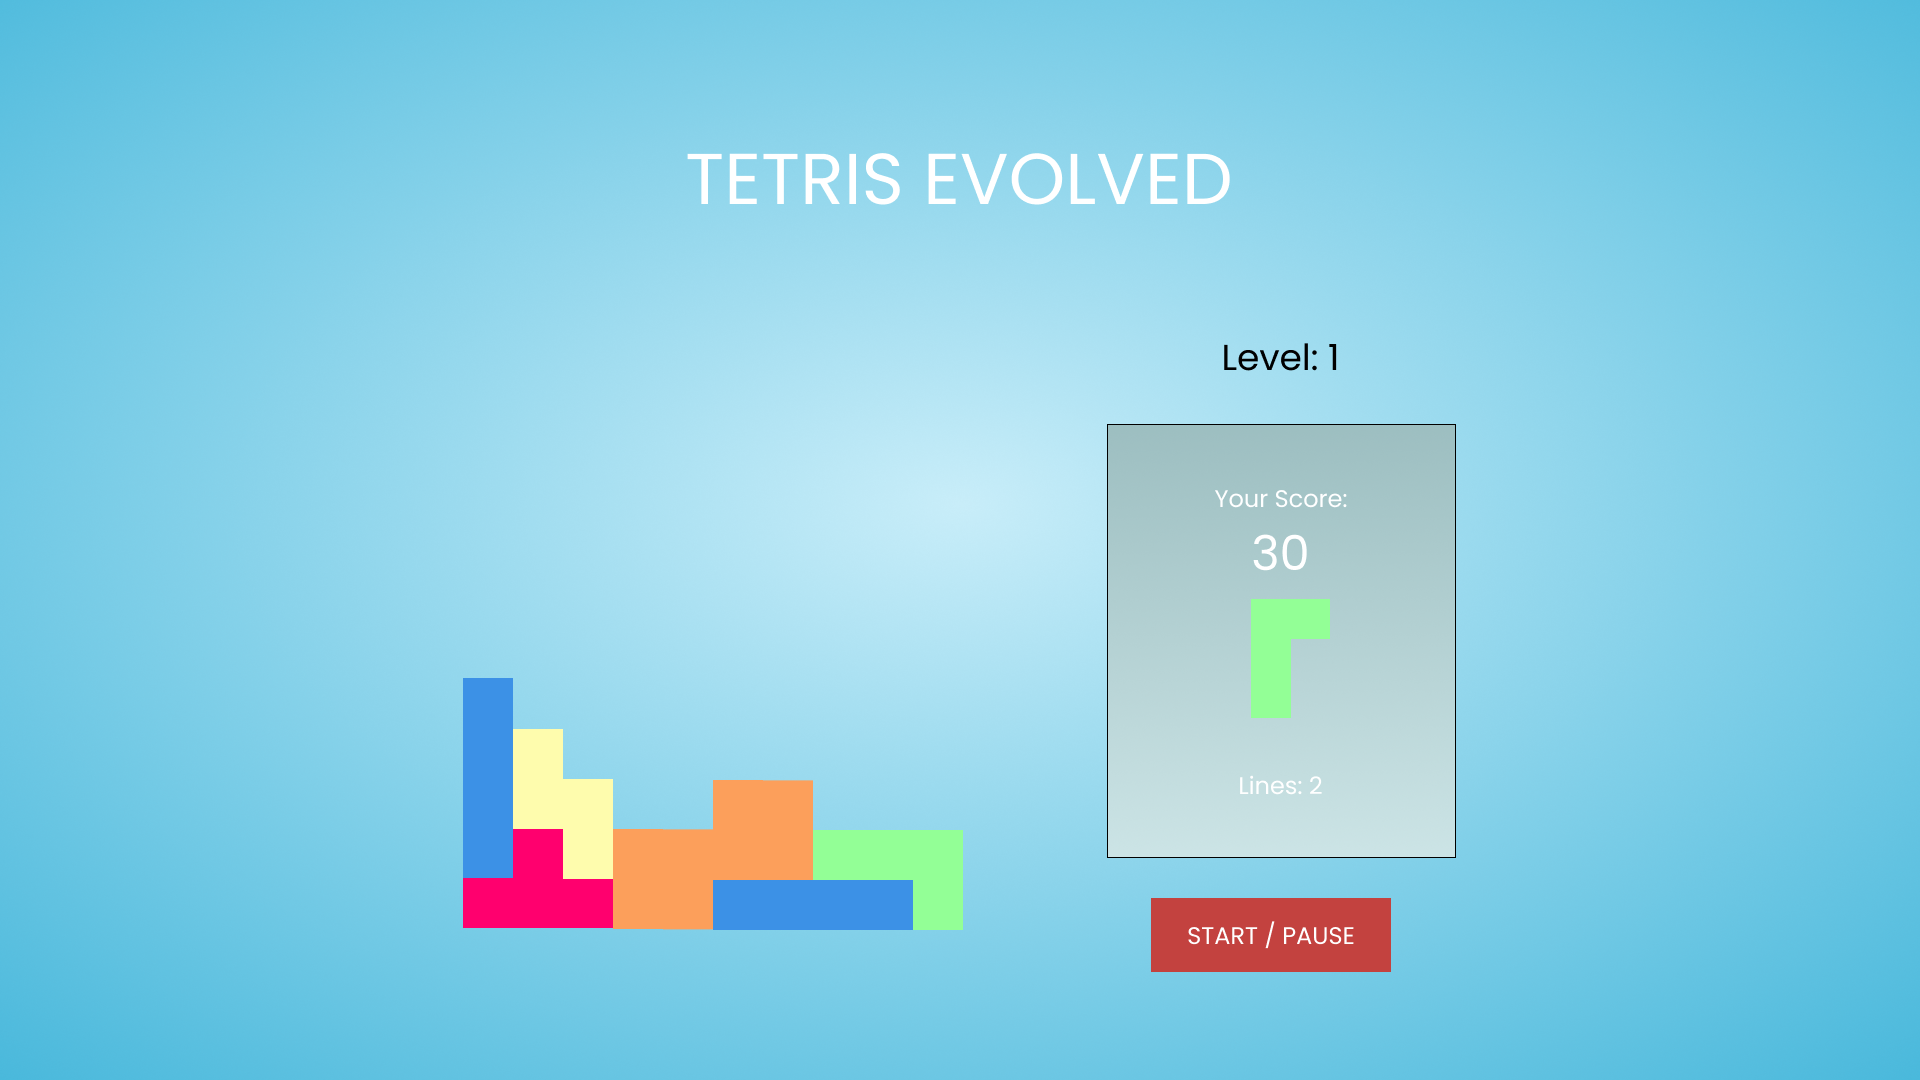 TETRIS EVOLVED
Level: 1
Your Score:
30
Lines: 2
START / PAUSE